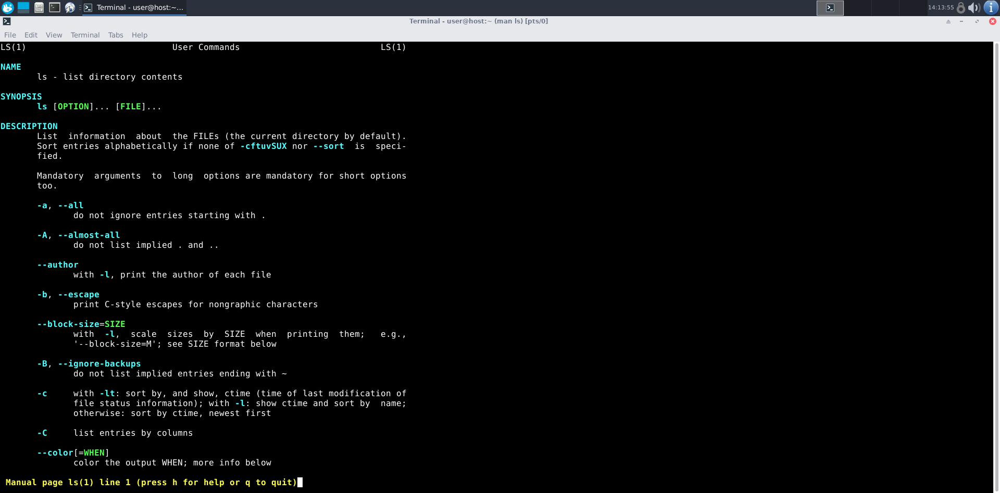 Terminal - user@host:~...
14:13:55
Terminal - user@host:~ (man ls) [pts/0]
File Edit View Terminal Tabs Help
LS(1) User Commands LS(1)
NAME
ls - list directory contents
SYNOPSIS
ls [OPTION]... [FILE]...
DESCRIPTION
List information about the FILEs (the current directory by default).
Sort entries alphabetically if none of -cftuvSUX nor --sort is speci-
fied.
Mandatory arguments to long options are mandatory for short options
too.
-a, --all
do not ignore entries starting with .
-A, --almost-all
do not list implied . and ..
--author
with -l, print the author of each file
-b, --escape
print C-style escapes for nongraphic characters
--block-size=SIZE
with -l, scale sizes by SIZE when printing them; e.g.,
'--block-size=M'; see SIZE format below
-B, --ignore-backups
do not list implied entries ending with ~
-c with -lt: sort by, and show, ctime (time of last modification of
file status information); with -l: show ctime and sort by name;
otherwise: sort by ctime, newest first
-C list entries by columns
--color[=WHEN]
color the output WHEN; more info below
Manual page ls(1) line 1 (press h for help or q to quit)